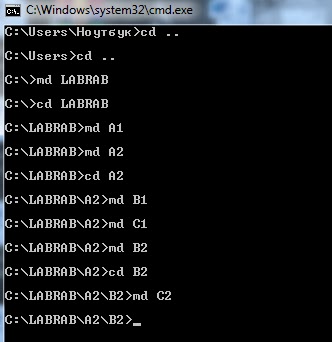 C:\Windows\system32\cmd.exe
C:\Users\Ноутбук>cd ..
C:\Users>cd ..
C:\>md LABRAB
C:\>cd LABRAB
C:\LABRAB>md A1
C:\LABRAB>md A2
C:\LABRAB>cd A2
C:\LABRAB\A2>md B1
C:\LABRAB\A2>md C1
C:\LABRAB\A2>md B2
C:\LABRAB\A2>cd B2
C:\LABRAB\A2\B2>md C2
C:\LABRAB\A2\B2>_